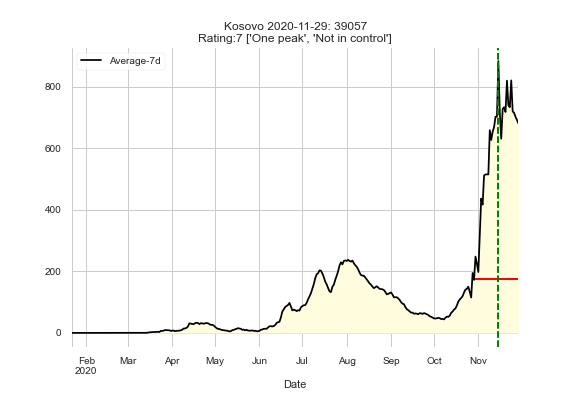 Kosovo 2020-11-29: 39057
Rating:7 ['One peak', 'Not in control']
Average-7d
800
600
400
200
0
Feb Mar Apr May Jun Jul Aug Sep Oct Nov
2020
Date